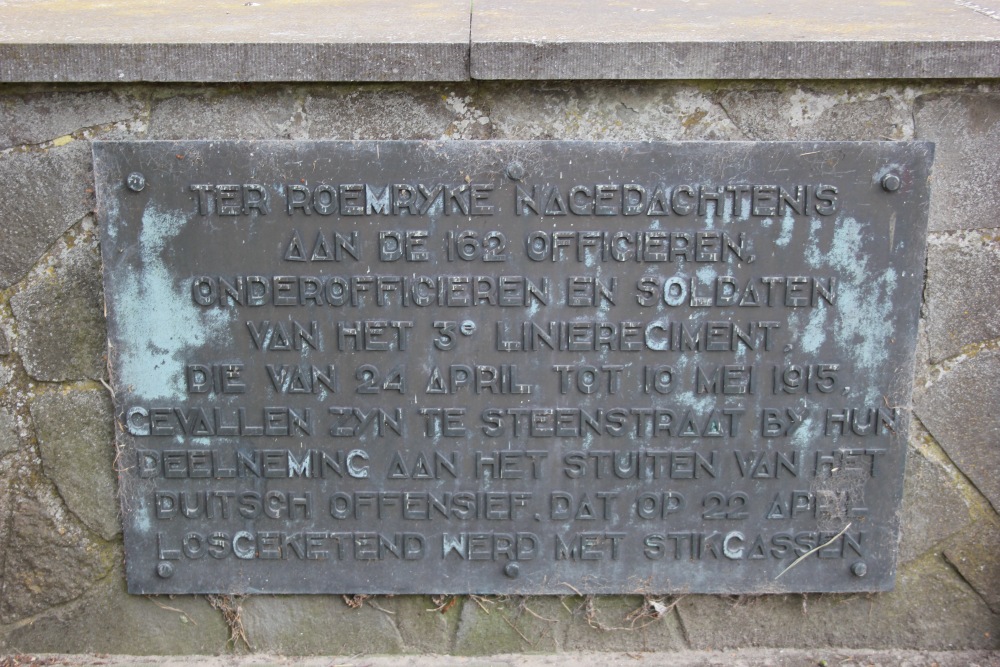 TER ROEMRYKE NAGEDACHTENIS
AAN DE 162 OFFICIEREN,
ONDEROFFICIEREN EN SOLDATEN
VAN HET 3e LINIEREGIMENT,
DIE VAN 24 APRIL TOT 10 MEI 1915,
GEVALLEN ZYN TE STEENSTRAAT BY HUN
DEELNEMING AAN HET STUITEN VAN HET
DUITSCH OFFENSIEF, DAT OP 22 APRIL
LOSGEKETEND WERD MET STIKGASSEN